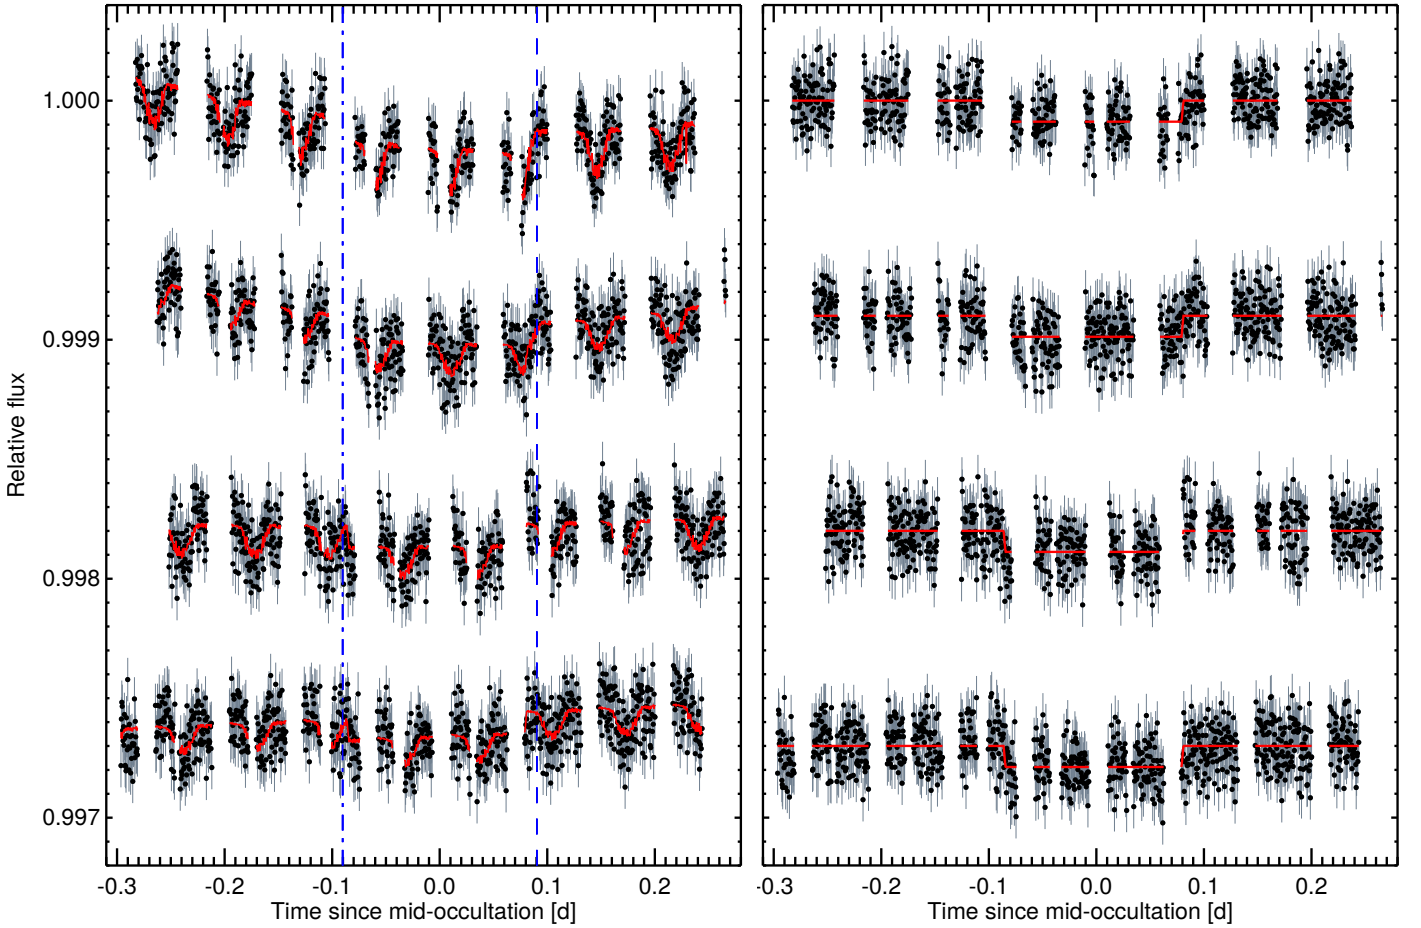 Relative flux
1.000
0.999
0.998
0.997
-0.3 -0.2 -0.1 0.0 0.1 0.2
Time since mid-occultation [d]
-0.3 -0.2 -0.1 0.0 0.1 0.2
Time since mid-occultation [d]